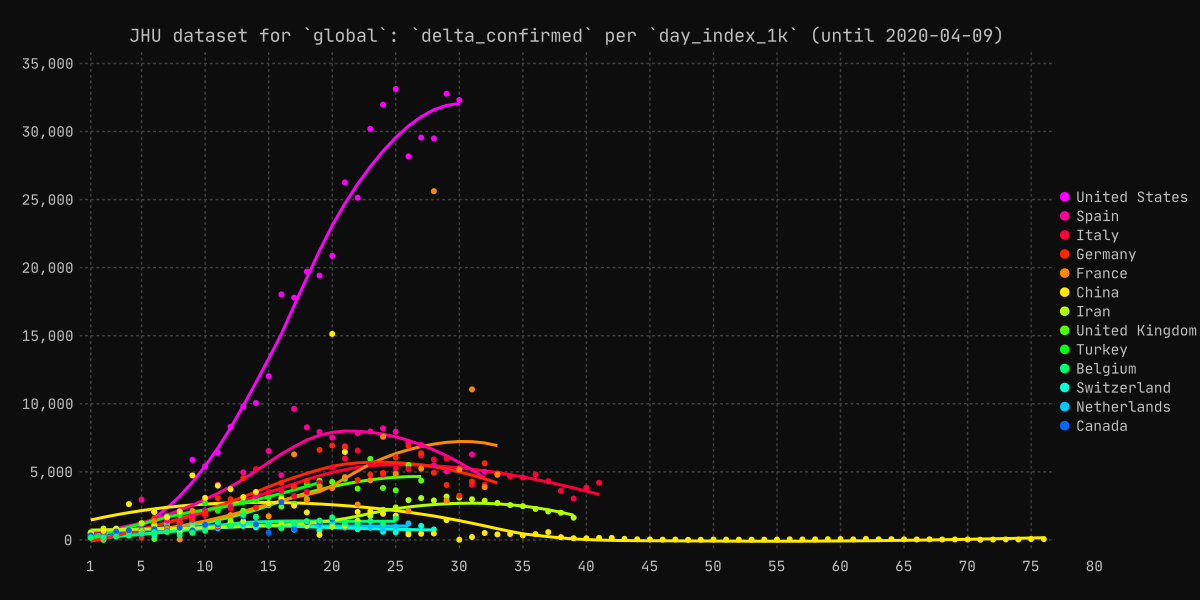 JHU dataset for `global`: `delta_confirmed` per `day_index_1k` (until 2020-04-09)
35,000
30,000
25,000
20,000
15,000
10,000
5,000
0
1 5 10 15 20 25 30 35 40 45 50 55 60 65 70 75 80
United States
Spain
Italy
Germany
France
China
Iran
United Kingdom
Turkey
Belgium
Switzerland
Netherlands
Canada